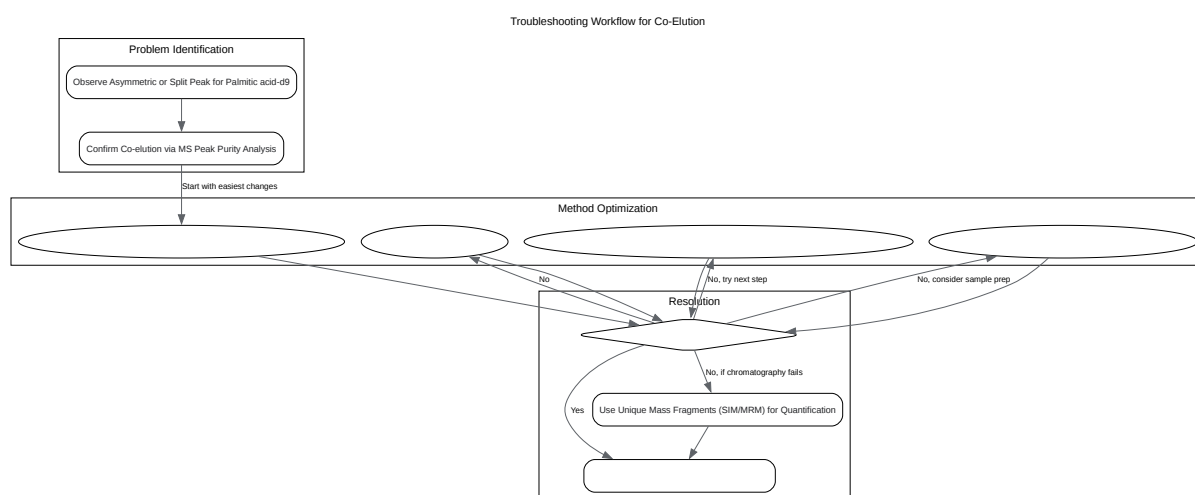 Troubleshooting Workflow for Co-Elution
Problem Identification
Observe Asymmetric or Split Peak for Palmitic acid-d9
Confirm Co-elution via MS Peak Purity Analysis
Start with easiest changes
Method Optimization
No
No, try next step
No, consider sample prep
Resolution
No, if chromatography fails
Yes
Use Unique Mass Fragments (SIM/MRM) for Quantification